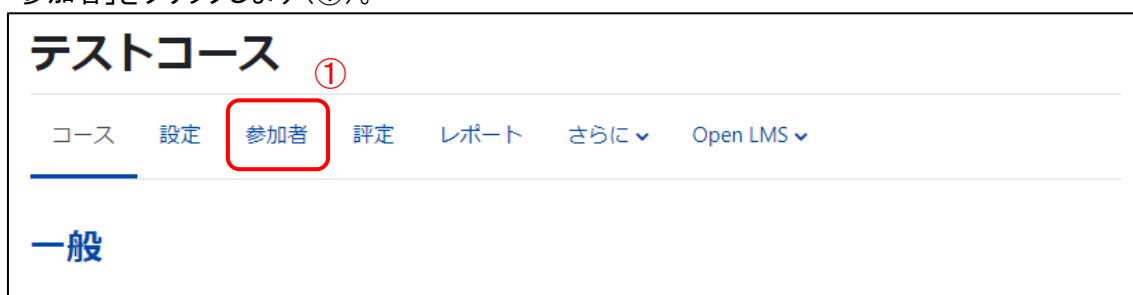 参加者」をクリックします（①）。
テストコース
①
コース 設定 参加者 評定 レポート さらに Open LMS
一般